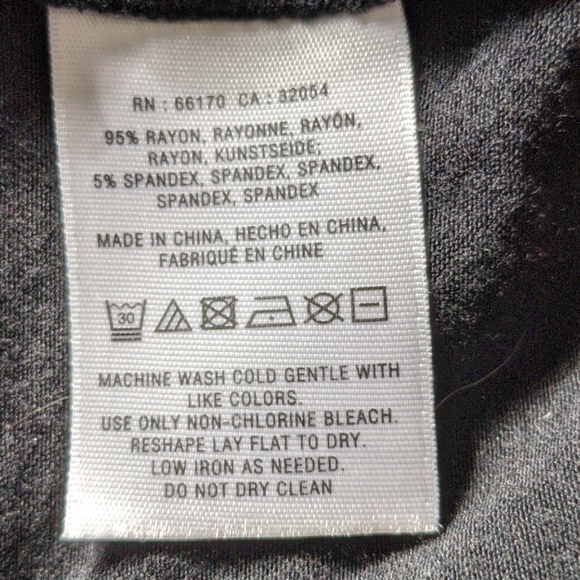 RN : 66170 CA : 32054
95% RAYON, RAYONNE, RAYÓN,
RAYON, KUNSTSEIDE;
5% SPANDEX, SPANDEX, SPANDEX,
SPANDEX, SPANDEX
MADE IN CHINA, HECHO EN CHINA,
FABRIQUÉ EN CHINE
30
MACHINE WASH COLD GENTLE WITH
LIKE COLORS.
USE ONLY NON-CHLORINE BLEACH.
RESHAPE LAY FLAT TO DRY.
LOW IRON AS NEEDED.
DO NOT DRY CLEAN